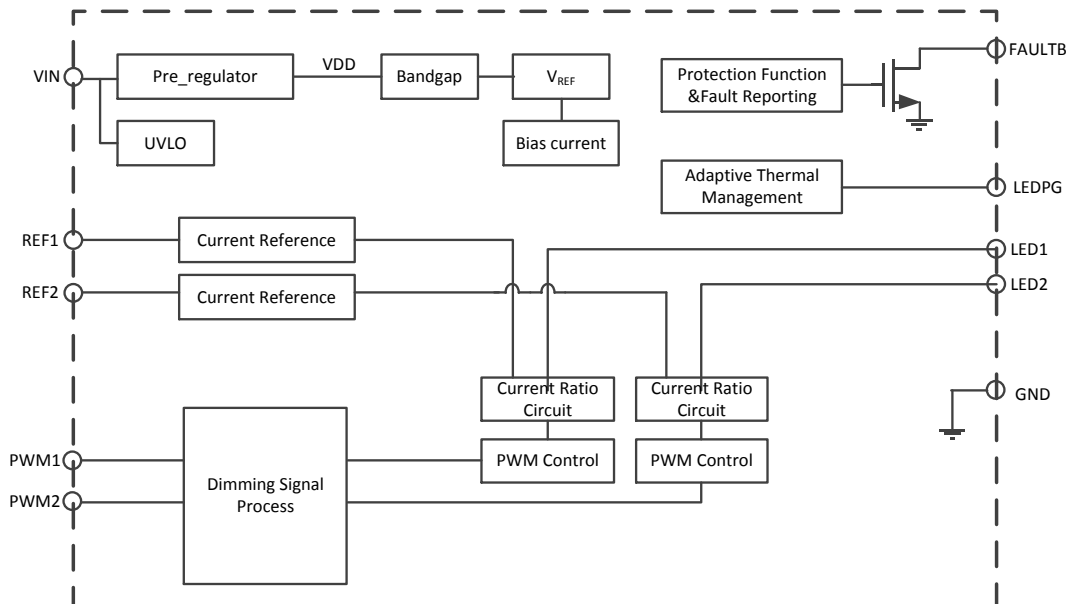 VIN
Pre_regulator
VDD
Bandgap
VREF
Bias current
UVLO
Protection Function
&Fault Reporting
FAULTB
Adaptive Thermal
Management
LEDPG
REF1
Current Reference
LED1
REF2
Current Reference
LED2
Current Ratio
Circuit
Current Ratio
Circuit
GND
PWM1
PWM2
Dimming Signal
Process
PWM Control
PWM Control